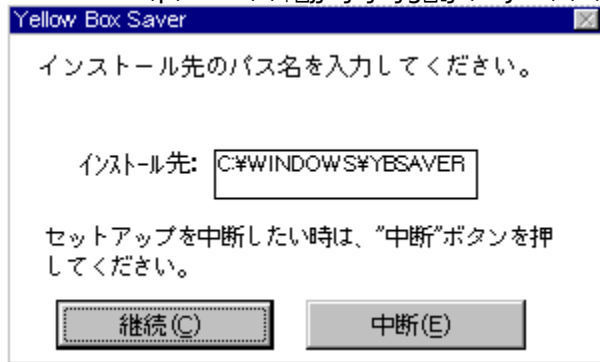 Yellow Box Saver
インストール先のパス名を入力してください。
インストール先: C:¥WINDOWS¥YBSAVER
セットアップを中断したい時は、"中断"ボタンを押
してください。
継続(C) 中断(E)